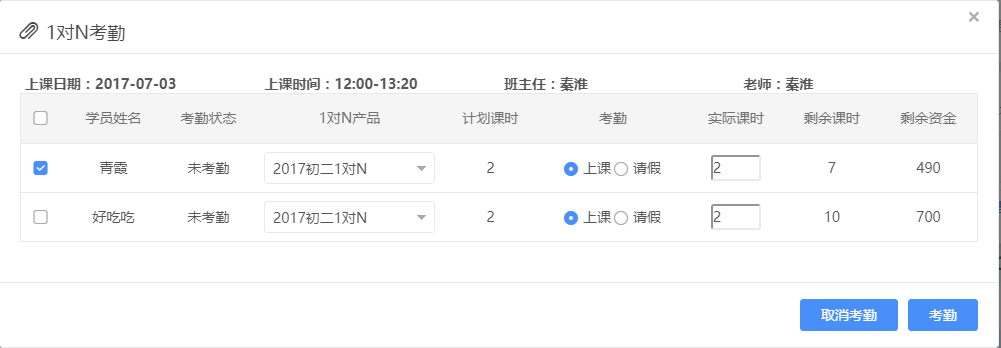 1对N考勤
×
上课日期：2017-07-03 上课时间：12:00-13:20 班主任：秦淮 老师：秦淮
学员姓名 考勤状态 1对N产品 计划课时 考勤 实际课时 剩余课时 剩余资金
青霞 未考勤 2017初二1对N 2 上课 请假 2 7 490
好吃吃 未考勤 2017初二1对N 2 上课 请假 2 10 700
取消考勤 考勤